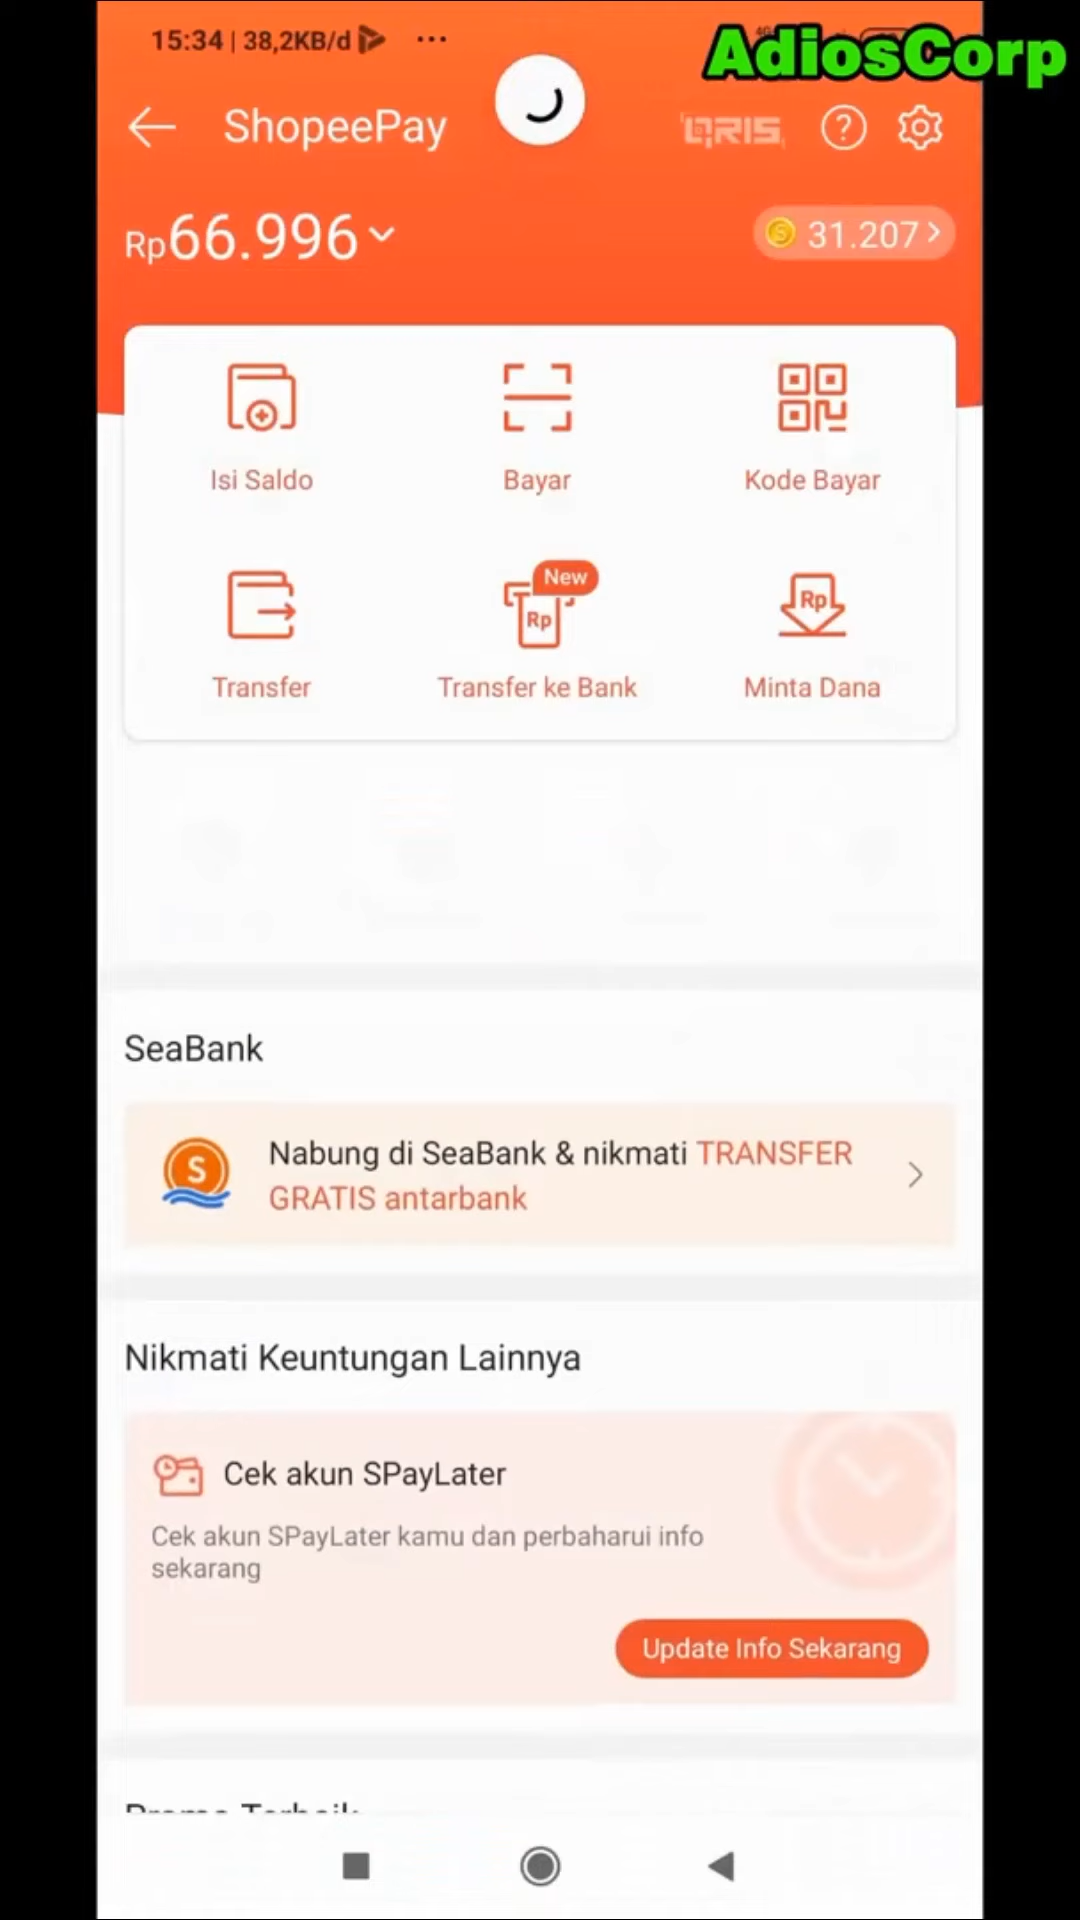 15:34 | 38,2KB/d ...
AdiosCorp
ShopeePay
QRIS
Rp66.996
31.207
Isi Saldo
Bayar
Kode Bayar
New
Rp
Rp
Transfer
Transfer ke Bank
Minta Dana
SeaBank
Nabung di SeaBank & nikmati TRANSFER
GRATIS antarbank
Nikmati Keuntungan Lainnya
Cek akun SPayLater
Cek akun SPayLater kamu dan perbaharui info
sekarang
Update Info Sekarang